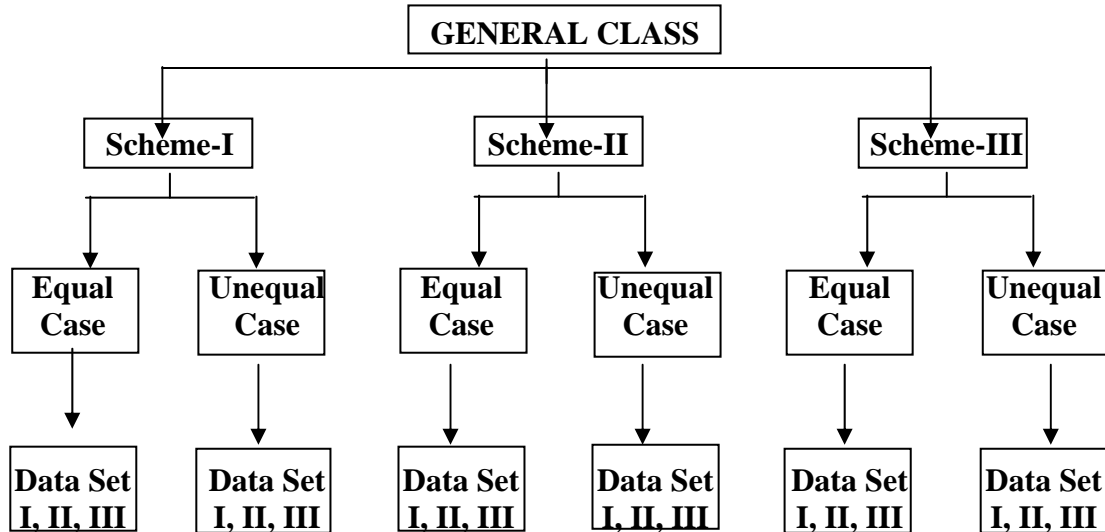 GENERAL CLASS
Scheme-I
Scheme-II
Scheme-III
Equal
Case
Unequal
Case
Equal
Case
Unequal
Case
Equal
Case
Unequal
Case
Data Set
I, II, III
Data Set
I, II, III
Data Set
I, II, III
Data Set
I, II, III
Data Set
I, II, III
Data Set
I, II, III